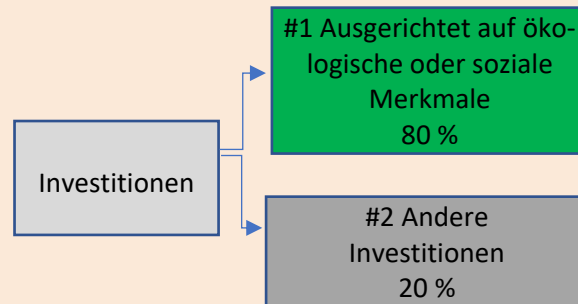 Investitionen
#1 Ausgerichtet auf öko-
logische oder soziale
Merkmale
80 %
#2 Andere
Investitionen
20 %